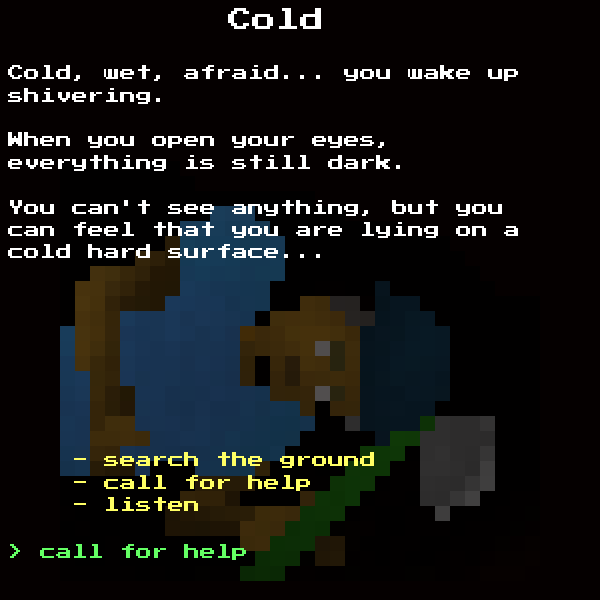 Cold
Cold, wet, afraid... you wake up
shivering.
When you open your eyes,
everything is still dark.
You can't see anything, but you
can feel that you are lying on a
cold hard surface...
- search the ground
- call for help
- listen
> call for help